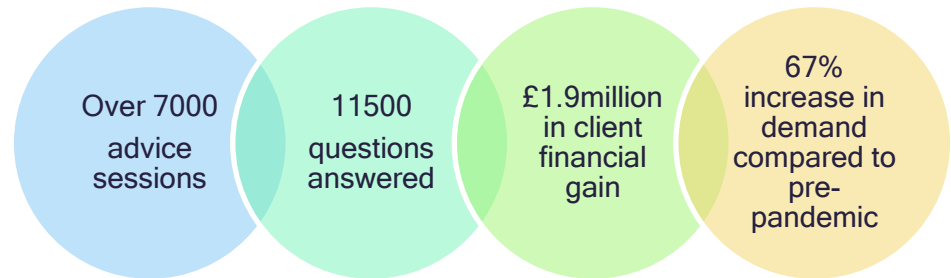 Over 7000
advice
sessions
11500
questions
answered
£1.9million
in client
financial
gain
67%
increase in
demand
compared to
pre-
pandemic